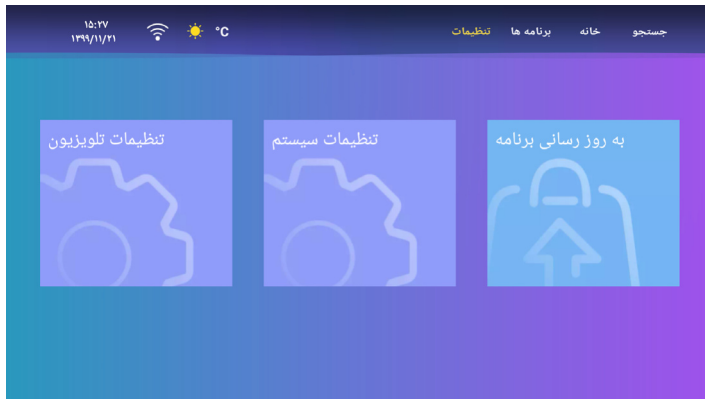 جستجو
خانه
برنامه ها
تنظیمات
°C
۱۵:۲۷
۱۳۹۹/۱۱/۲۱
به روز رسانی برنامه
تنظیمات سیستم
تنظیمات تلویزیون